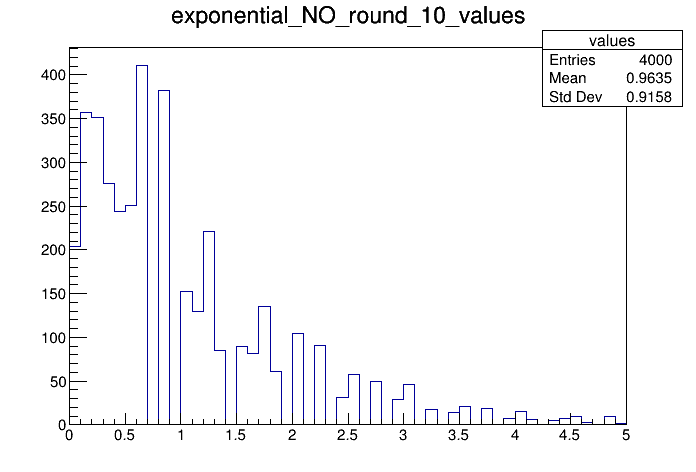 exponential_NO_round_10_values
values
Entries 4000
Mean 0.9635
Std Dev 0.9158
400
350
300
250
200
150
100
50
0
0 0.5 1 1.5 2 2.5 3 3.5 4 4.5 5